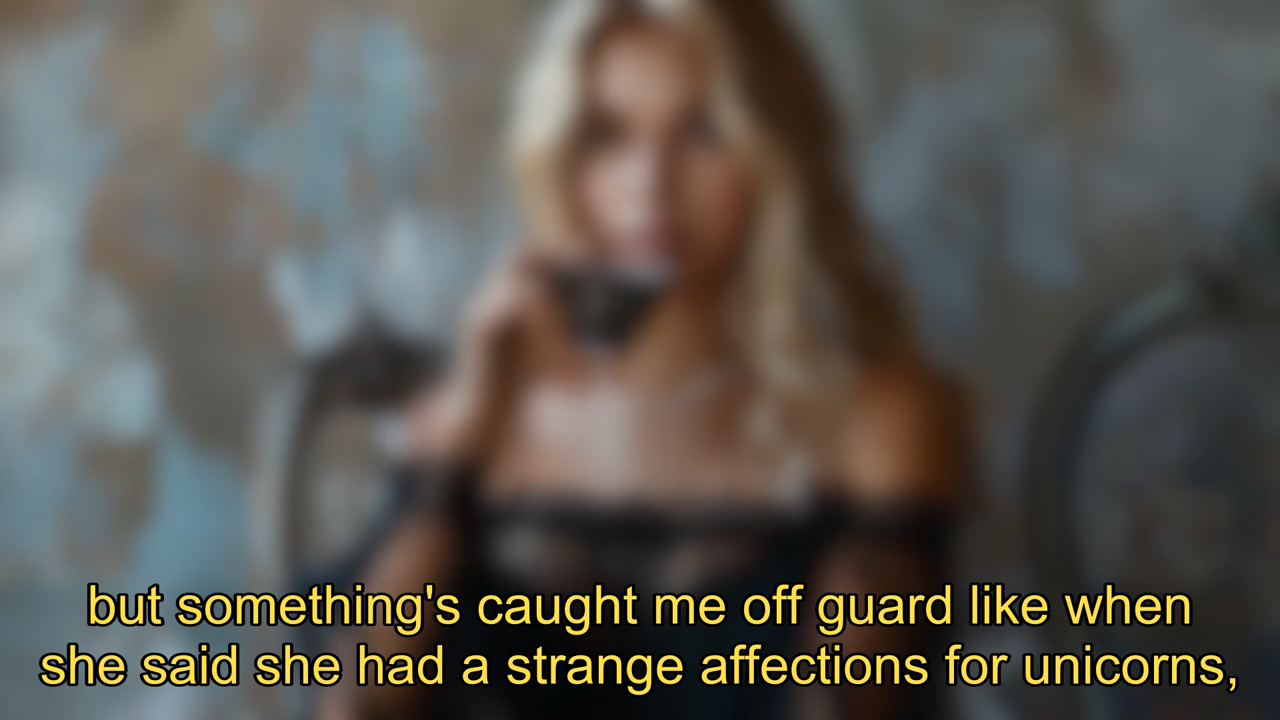 but something's caught me off guard like when
she said she had a strange affections for unicorns,